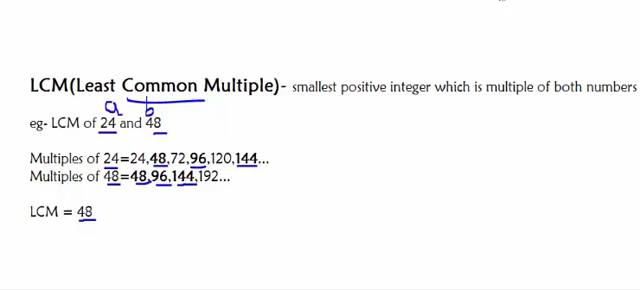 LCM(Least Common Multiple)- smallest positive integer which is multiple of both numbers
a b
eg- LCM of 24 and 48
Multiples of 24=24,48,72,96,120,144...
Multiples of 48=48,96,144,192...
LCM = 48